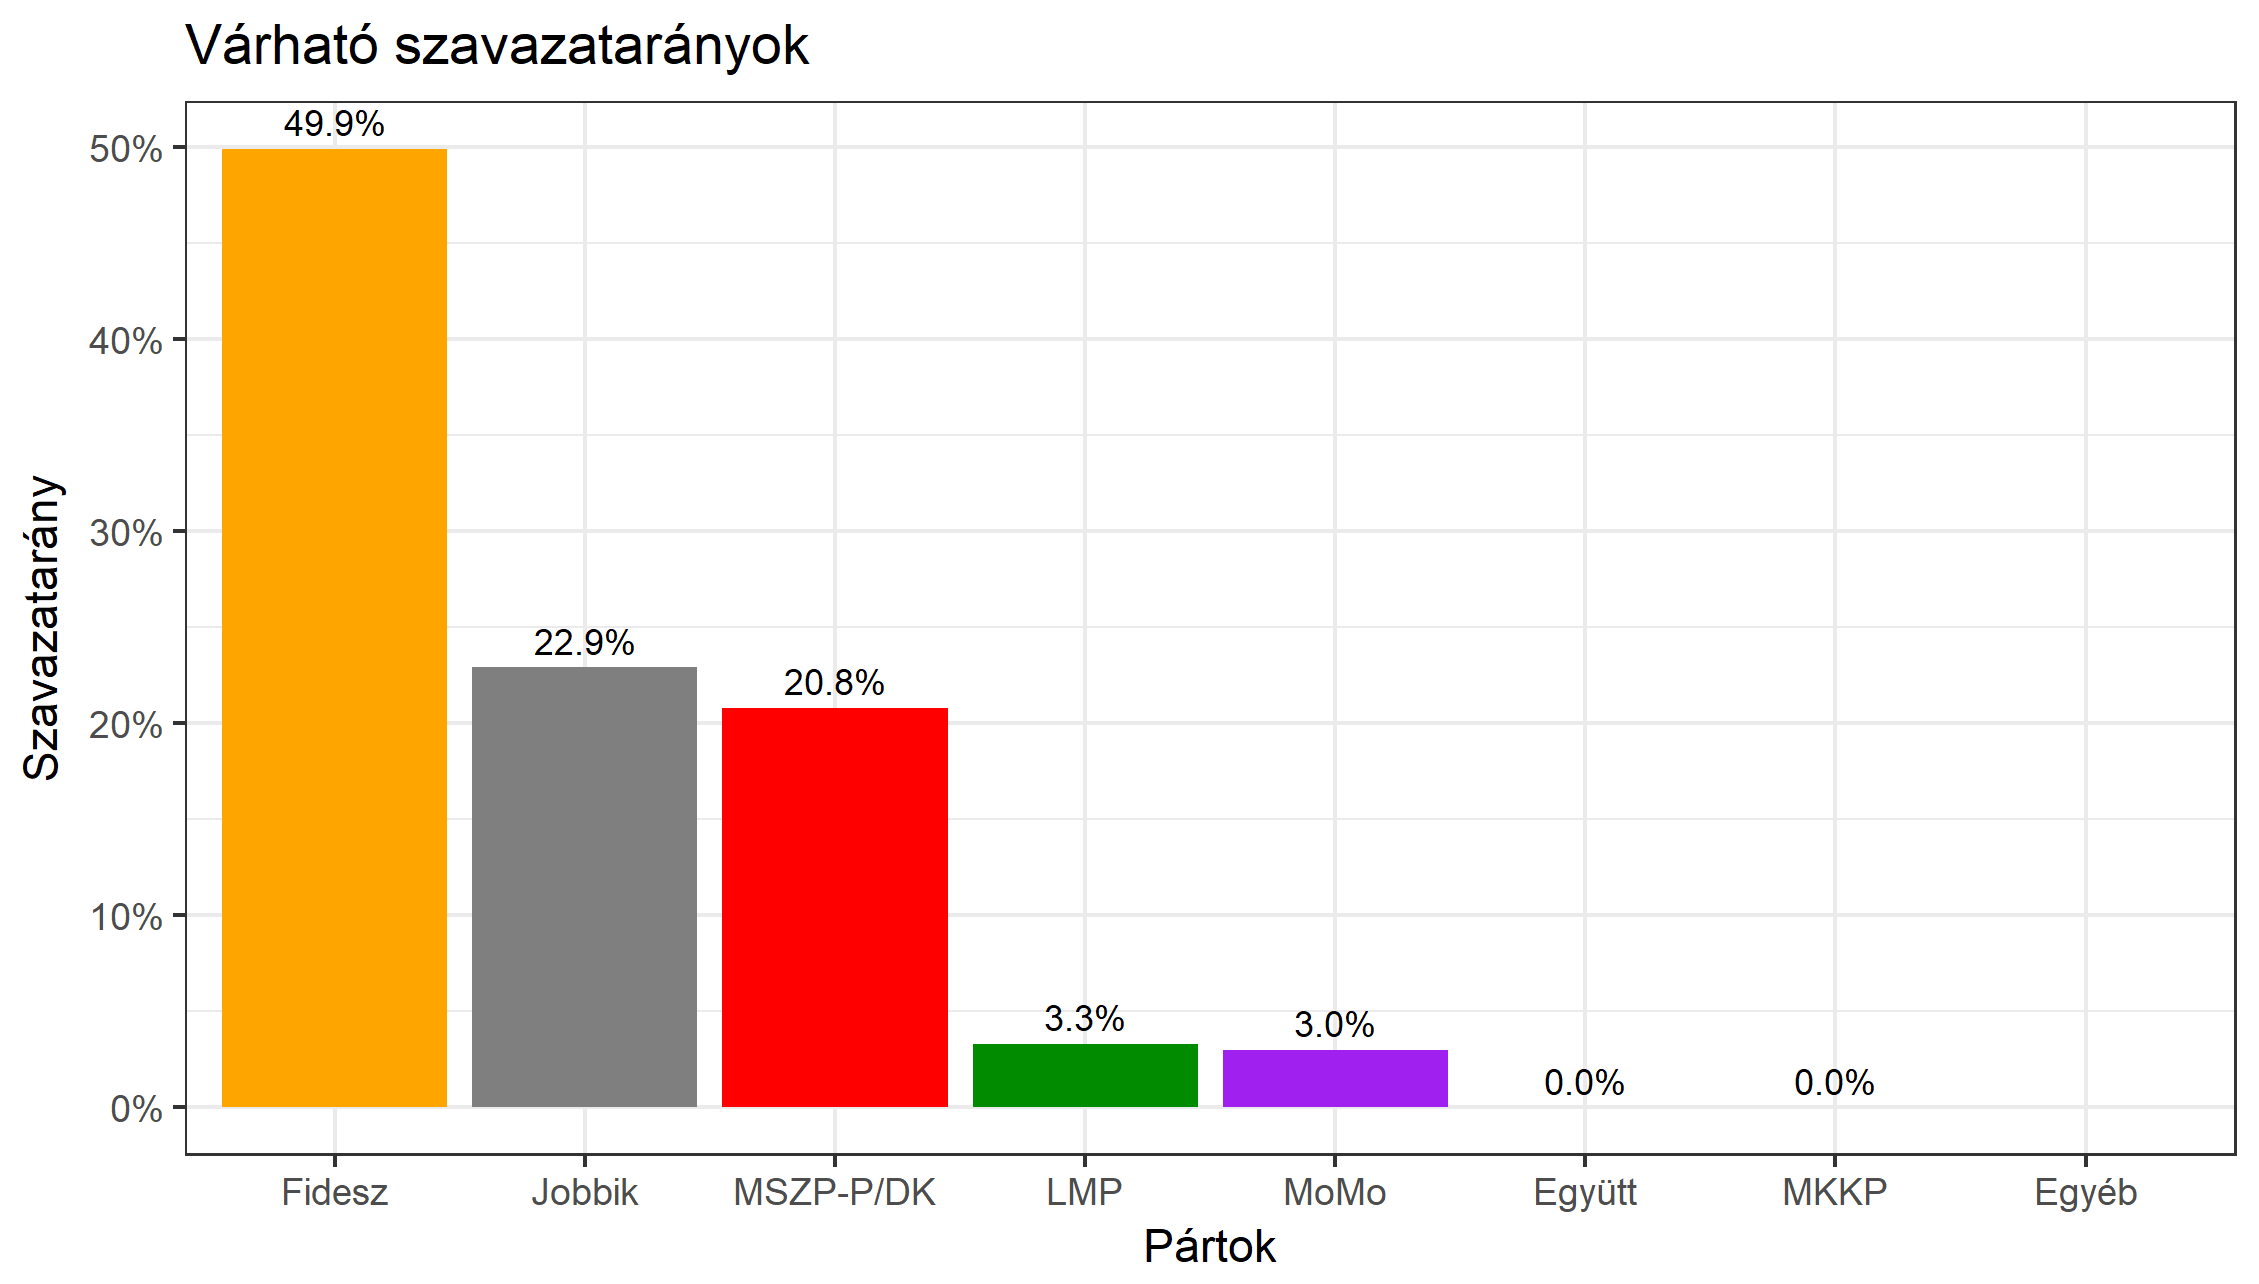 Várható szavazatarányok
Szavazatarány
50%
40%
30%
20%
10%
0%
49.9%
22.9%
20.8%
3.3%
3.0%
0.0%
0.0%
Fidesz
Jobbik
MSZP-P/DK
LMP
MoMo
Együtt
MKKP
Egyéb
Pártok